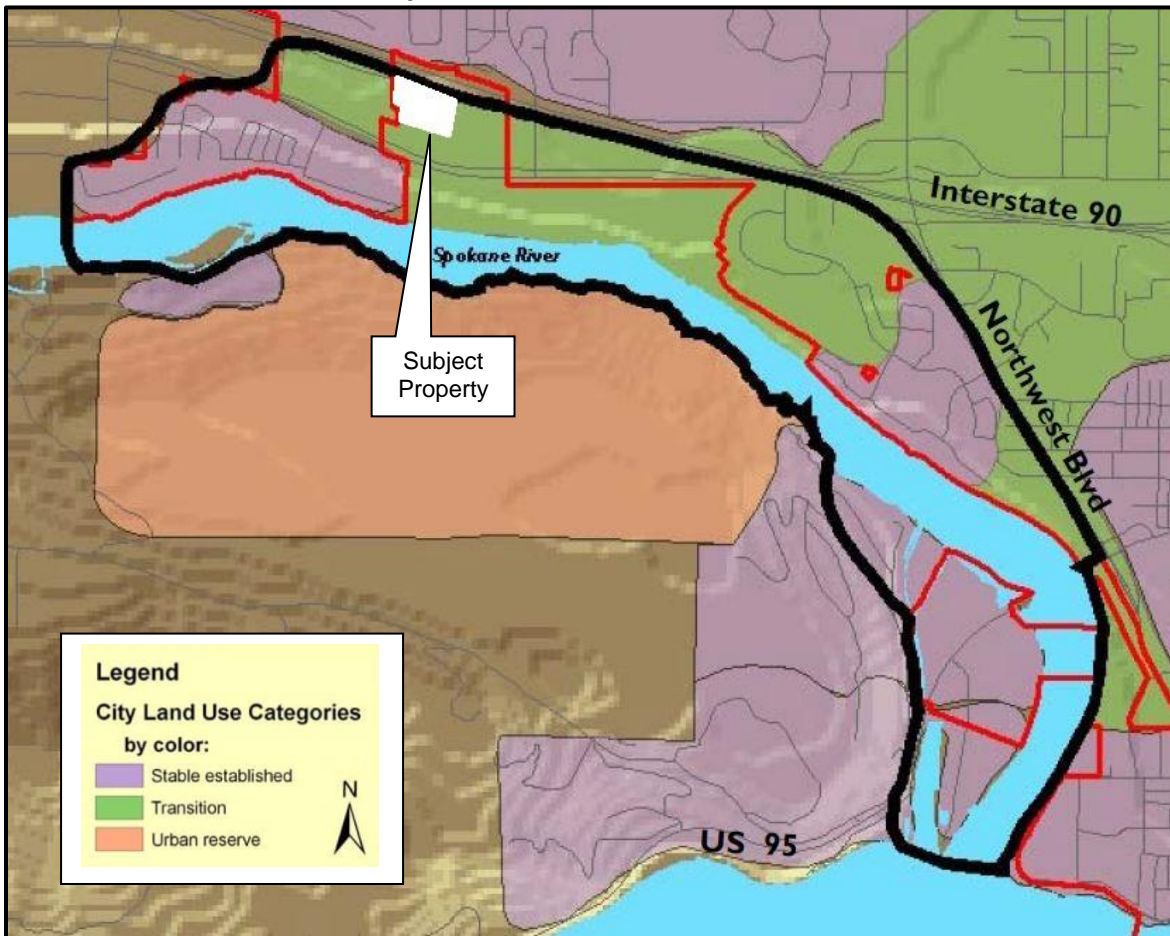 Interstate 90
Spokane River
Northwest Blvd
Subject
Property
Legend
City Land Use Categories
by color:
Stable established
Transition
Urban reserve
N
US 95